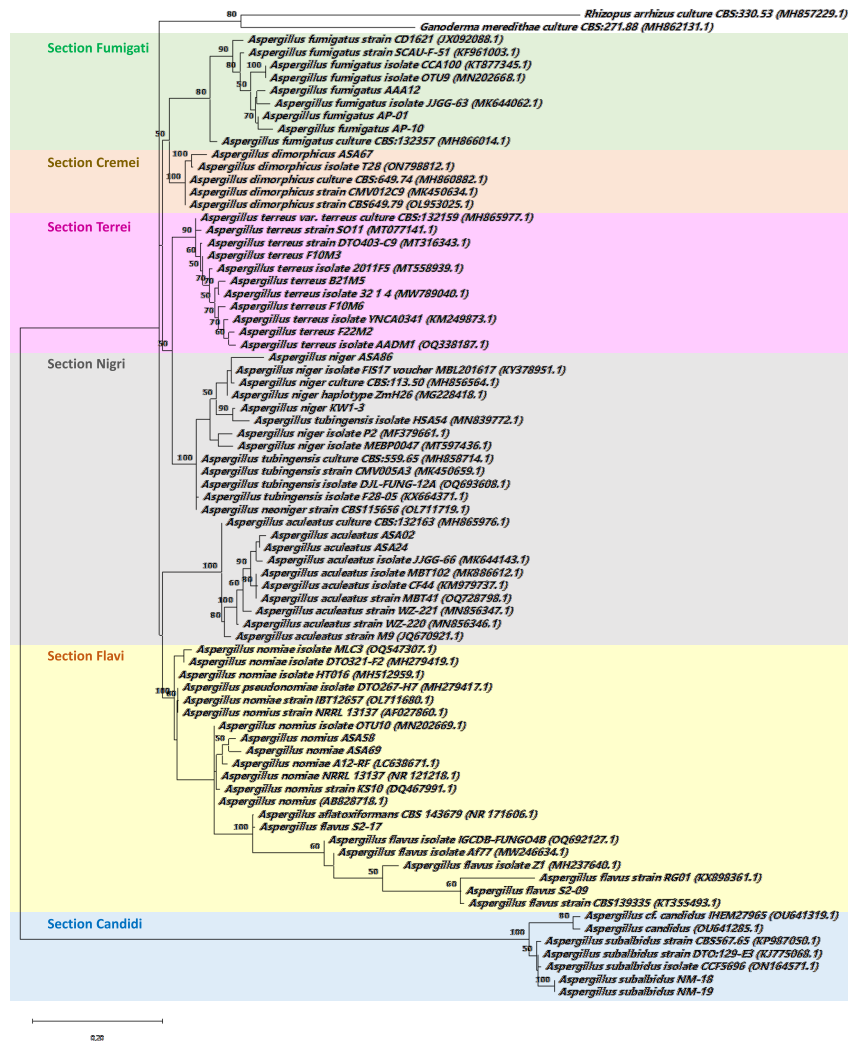 80
Rhizopus arrhizus culture CBS:330.53 (MH857229.1)
Ganoderma meredithae culture CBS:271.88 (MH862131.1)
Section Fumigati
Aspergillus fumigatus strain CD1621 (JX092088.1)
90
Aspergillus fumigatus strain SCAU-F-51 (KF961003.1)
80
100
Aspergillus fumigatus isolate CCA100 (KT877345.1)
Aspergillus fumigatus isolate OTU9 (MN202668.1)
50
80
Aspergillus fumigatus AAA12
Aspergillus fumigatus isolate JJGG-63 (MK644062.1)
70
Aspergillus fumigatus AP-01
Aspergillus fumigatus AP-10
50
Aspergillus fumigatus culture CBS:132357 (MH866014.1)
Section Cremei
100
Aspergillus dimorphicus ASA67
Aspergillus dimorphicus isolate T28 (ON798812.1)
100
Aspergillus dimorphicus culture CBS:649.74 (MH860882.1)
Aspergillus dimorphicus strain CMV012C9 (MK450634.1)
Aspergillus dimorphicus strain CBS649.79 (OL953025.1)
Section Terrei
Aspergillus terreus var. terreus culture CBS:132159 (MH865977.1)
90
Aspergillus terreus strain SO11 (MT077141.1)
60
Aspergillus terreus strain DTO403-C9 (MT316343.1)
Aspergillus terreus F10M3
50
Aspergillus terreus isolate 2011F5 (MT558939.1)
70
70
Aspergillus terreus B21M5
50
Aspergillus terreus isolate 32 1 4 (MW789040.1)
Aspergillus terreus F10M6
70
Aspergillus terreus isolate YNCA0341 (KM249873.1)
60
Aspergillus terreus F22M2
50
Aspergillus terreus isolate AADM1 (OQ338187.1)
Section Nigri
Aspergillus niger ASA86
Aspergillus niger isolate FIS17 voucher MBL201617 (KY378951.1)
Aspergillus niger culture CBS:113.50 (MH856564.1)
50
Aspergillus niger haplotype ZmH26 (MG228418.1)
90
Aspergillus niger KW1-3
Aspergillus tubingensis isolate HSA54 (MN839772.1)
Aspergillus niger isolate P2 (MF379661.1)
Aspergillus niger isolate MEBP0047 (MT597436.1)
100
Aspergillus tubingensis culture CBS:559.65 (MH858714.1)
Aspergillus tubingensis strain CMV005A3 (MK450659.1)
Aspergillus tubingensis isolate DJL-FUNG-12A (OQ693608.1)
Aspergillus tubingensis isolate F28-05 (KX664371.1)
Aspergillus neoniger strain CBS115656 (OL711719.1)
Aspergillus aculeatus culture CBS:132163 (MH865976.1)
Aspergillus aculeatus ASA02
Aspergillus aculeatus ASA24
90
Aspergillus aculeatus isolate JJGG-66 (MK644143.1)
100
Aspergillus aculeatus isolate MBT102 (MK886612.1)
60
80
Aspergillus aculeatus isolate CF44 (KM979737.1)
Aspergillus aculeatus strain MBT41 (OQ728798.1)
80
Aspergillus aculeatus strain WZ-221 (MN856347.1)
Aspergillus aculeatus strain WZ-220 (MN856346.1)
Aspergillus aculeatus strain M9 (JQ670921.1)
Section Flavi
Aspergillus nomiae isolate MLC3 (OQ547307.1)
Aspergillus nomiae isolate DTO321-F2 (MH279419.1)
Aspergillus nomiae isolate HT016 (MH512959.1)
100
Aspergillus pseudonomiae isolate DTO267-H7 (MH279417.1)
Aspergillus nomiae strain IBT12657 (OL711680.1)
Aspergillus nomius strain NRRL 13137 (AF027860.1)
Aspergillus nomius isolate OTU10 (MN202669.1)
50
Aspergillus nomius ASA58
Aspergillus nomiae ASA69
Aspergillus nomiae A12-RF (LC638671.1)
Aspergillus nomiae NRRL 13137 (NR 121218.1)
Aspergillus nomius strain KS10 (DQ467991.1)
Aspergillus nomius (AB828718.1)
Aspergillus aflatoxiformans CBS 143679 (NR 171606.1)
100
Aspergillus flavus S2-17
Aspergillus flavus isolate IGCDB-FUNGO4B (OQ692127.1)
60
Aspergillus flavus isolate Af77 (MW246634.1)
Aspergillus flavus isolate Z1 (MH237640.1)
50
Aspergillus flavus strain RG01 (KX898361.1)
60
Aspergillus flavus S2-09
Aspergillus flavus strain CBS139335 (KT355493.1)
Section Candidi
80
Aspergillus cf. candidus IHEM27965 (OU641319.1)
Aspergillus candidus (OU641285.1)
100
Aspergillus subalbidus strain CBS567.65 (KP987050.1)
50
Aspergillus subalbidus strain DTO:129-E3 (KJ775068.1)
Aspergillus subalbidus isolate CCF5696 (ON164571.1)
100
Aspergillus subalbidus NM-18
Aspergillus subalbidus NM-19
0.20